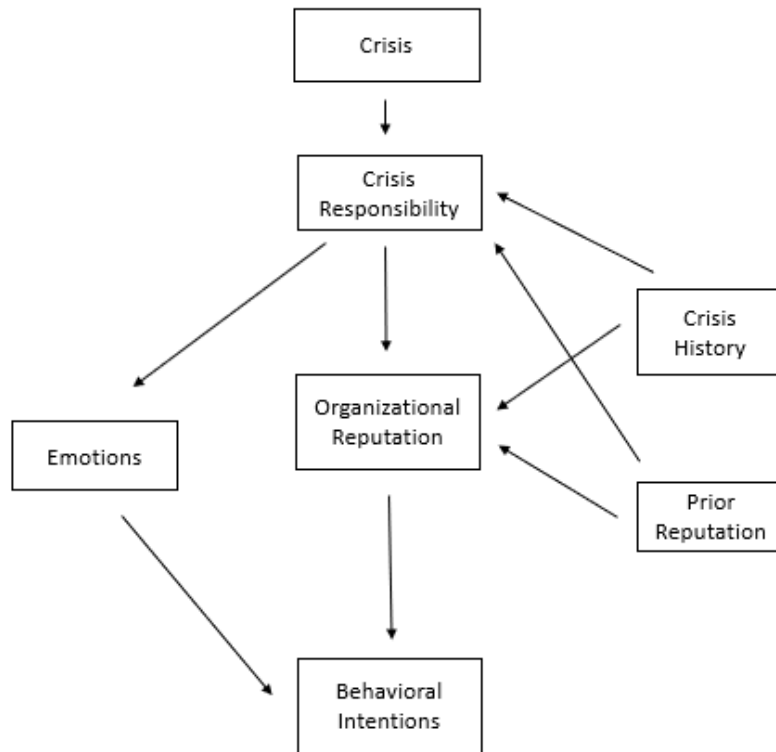 Crisis
Crisis
Responsibility
Crisis
History
Organizational
Reputation
Emotions
Prior
Reputation
Behavioral
Intentions